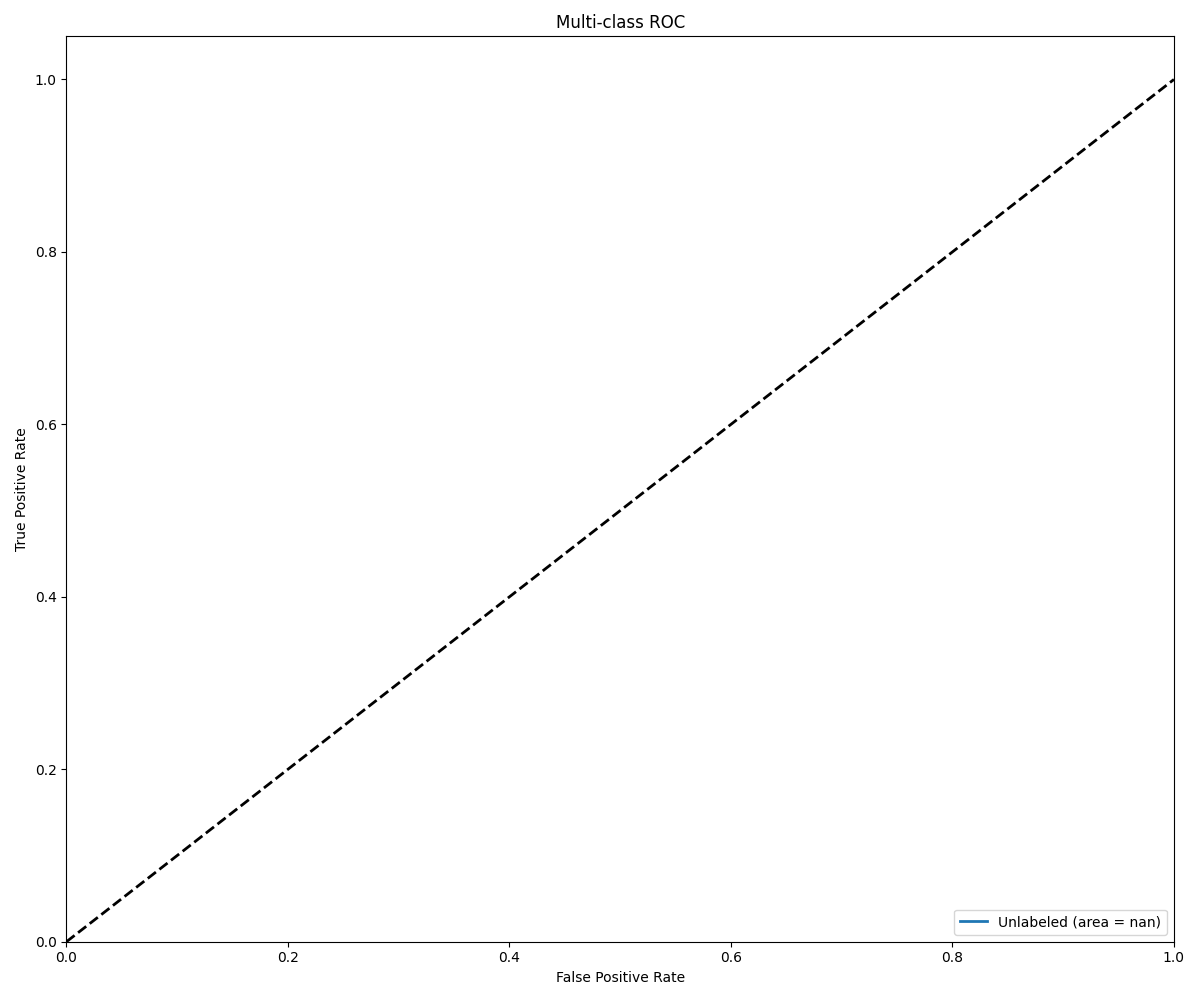 Multi-class ROC
1.0
0.8
0.6
0.4
0.2
0.0
True Positive Rate
0.0 0.2 0.4 0.6 0.8 1.0
False Positive Rate
Unlabeled (area = nan)